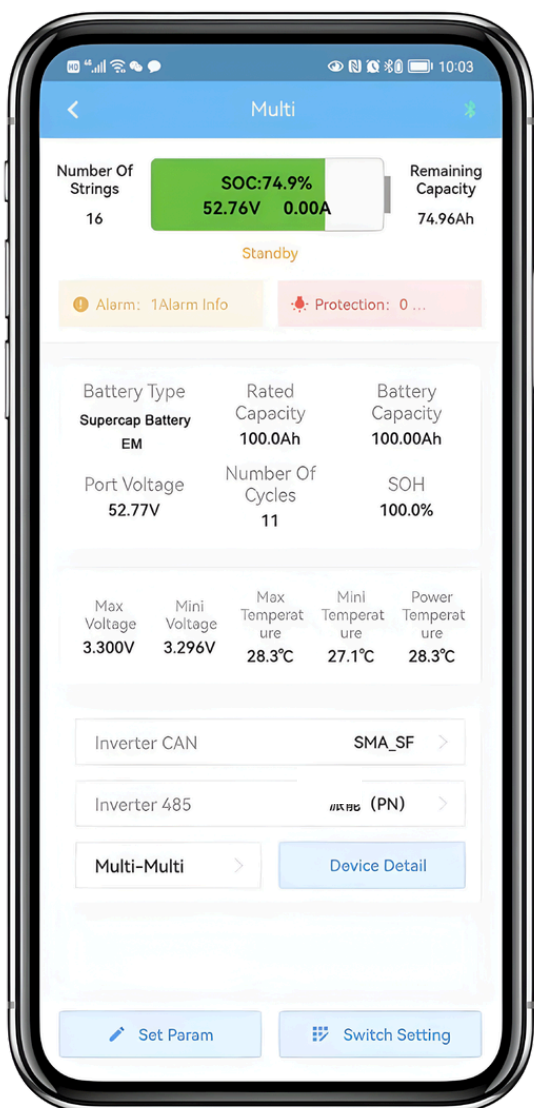 HD 10:03
Multi
Number Of
Strings
16
SOC:74.9%
52.76V 0.00A
Remaining
Capacity
74.96Ah
Standby
Alarm: 1Alarm Info
Protection: 0 ...
Battery Type
Supercap Battery
EM
Rated
Capacity
100.0Ah
Battery
Capacity
100.00Ah
Port Voltage
52.77V
Number Of
Cycles
11
SOH
100.0%
Max
Voltage
3.300V
Mini
Voltage
3.296V
Max
Temperat
ure
28.3℃
Mini
Temperat
ure
27.1℃
Power
Temperat
ure
28.3℃
Inverter CAN SMA_SF
Inverter 485 (PN)
Multi-Multi
Device Detail
Set Param
Switch Setting